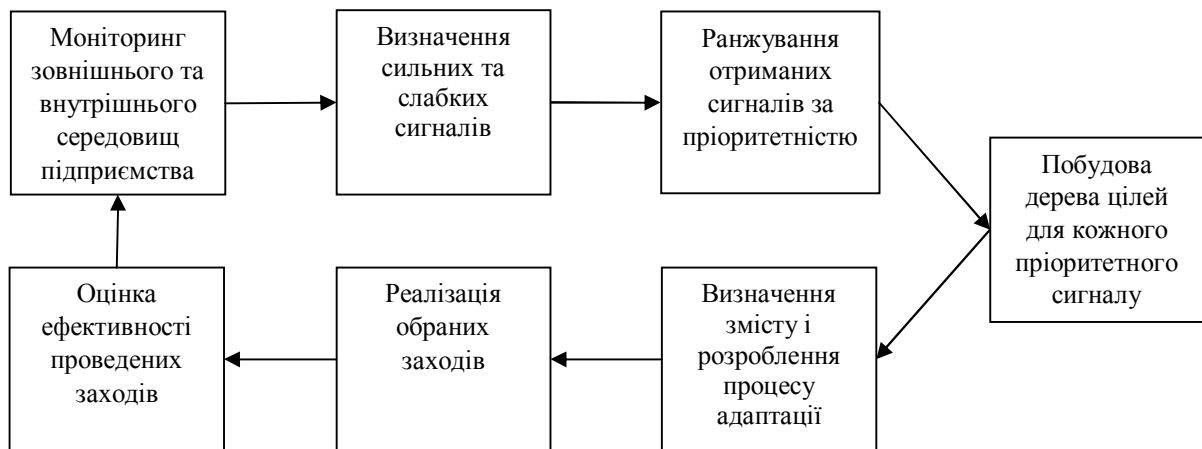 Моніторинг
зовнішнього та
внутрішнього
середовищ
підприємства
Визначення
сильних та
слабких
сигналів
Ранжування
отриманих
сигналів за
пріоритетністю
Побудова
дерева цілей
для кожного
пріоритетного
сигналу
Визначення
змісту і
розроблення
процесу
адаптації
Реалізація
обраних
заходів
Оцінка
ефективності
проведених
заходів